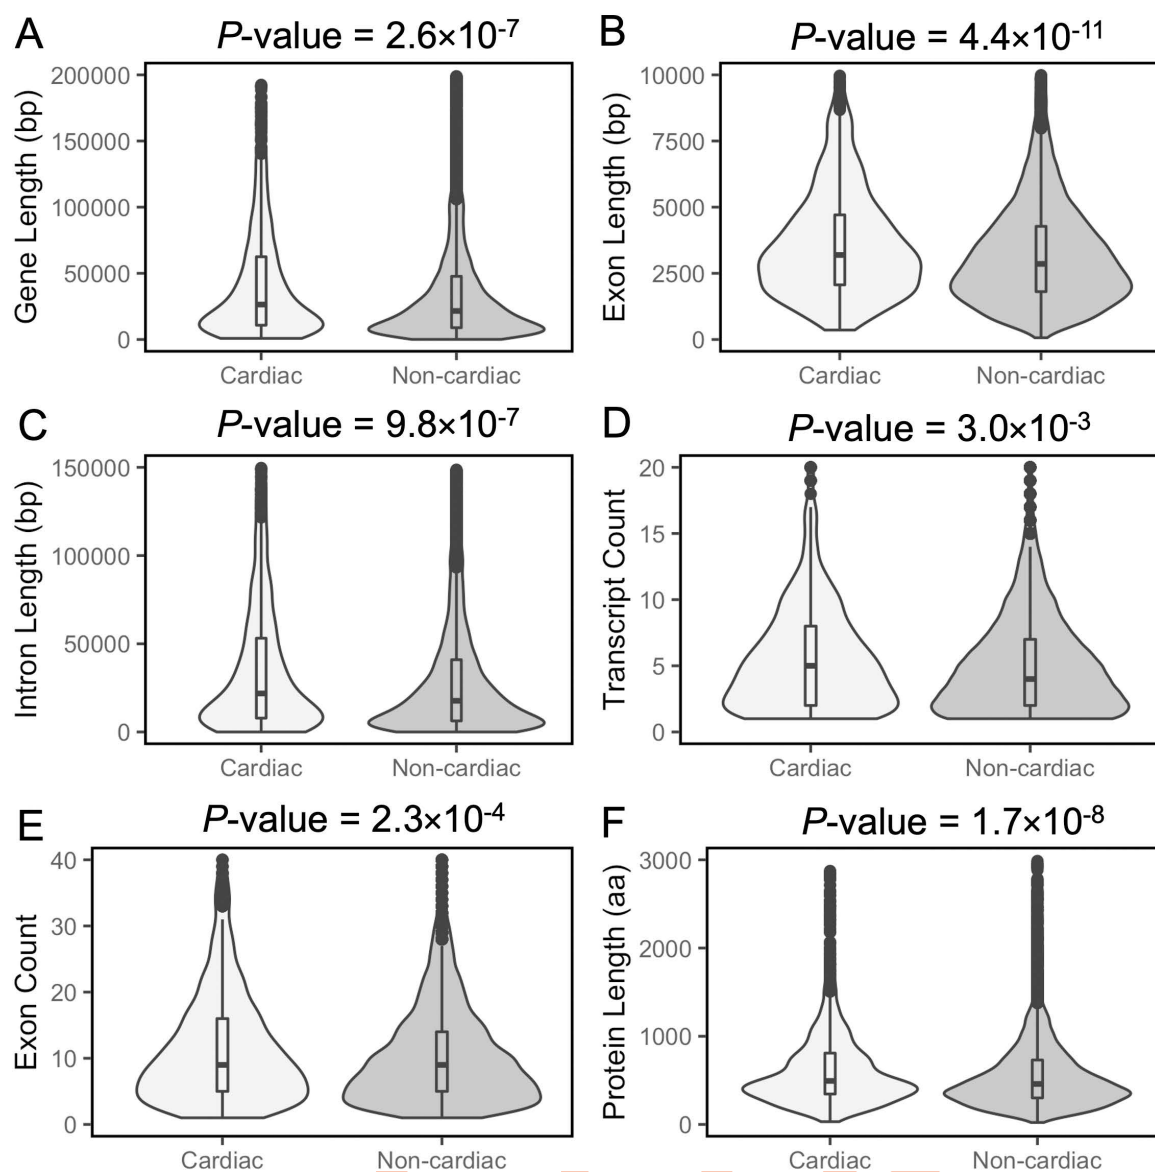 A
P-value = 2.6×10-7
Gene Length (bp)
200000
150000
100000
50000
0
Cardiac
Non-cardiac
B
P-value = 4.4×10-11
Exon Length (bp)
10000
7500
5000
2500
0
Cardiac
Non-cardiac
C
P-value = 9.8×10-7
Intron Length (bp)
150000
100000
50000
0
Cardiac
Non-cardiac
D
P-value = 3.0×10-3
Transcript Count
20
15
10
5
0
Cardiac
Non-cardiac
E
P-value = 2.3×10-4
Exon Count
40
30
20
10
0
Cardiac
Non-cardiac
F
P-value = 1.7×10-8
Protein Length (aa)
3000
2000
1000
0
Cardiac
Non-cardiac